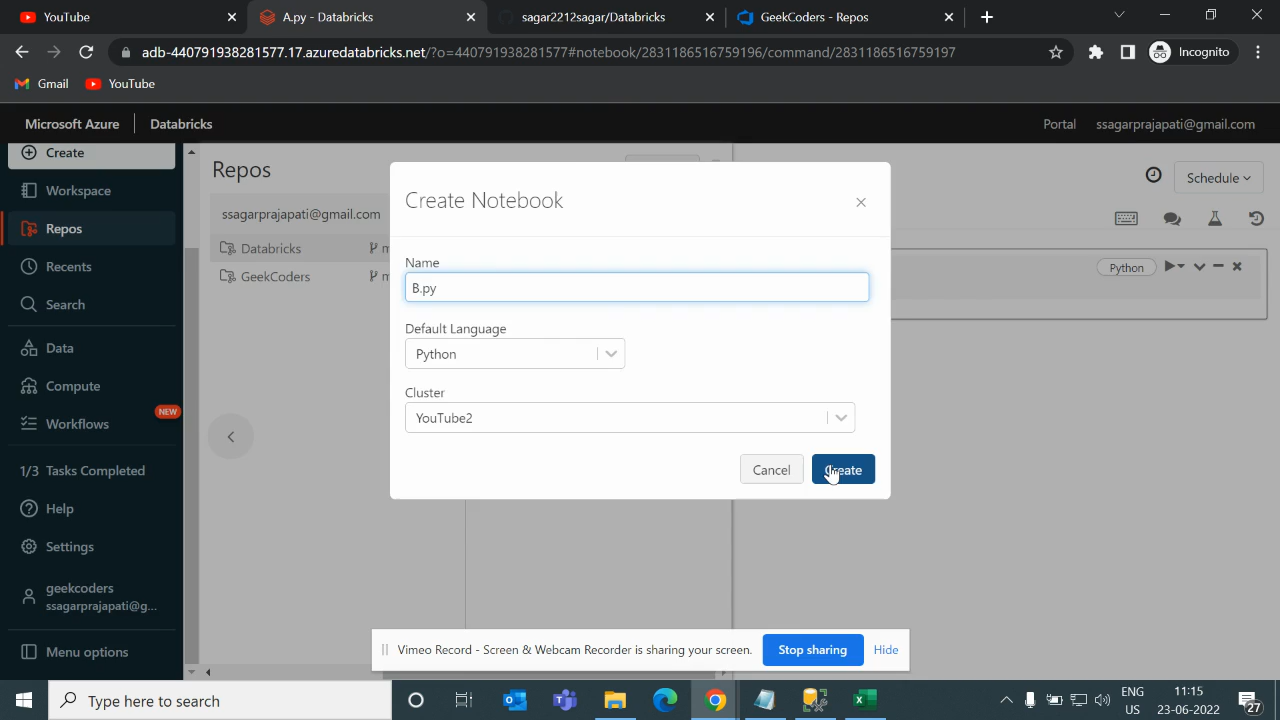 YouTube
A.py - Databricks
sagar2212sagar/Databricks
GeekCoders - Repos
adb-440791938281577.17.azuredatabricks.net/?o=440791938281577#notebook/2831186516759196/command/2831186516759197
Incognito
Gmail
YouTube
Microsoft Azure
Databricks
Portal
ssagarprajapati@gmail.com
Create
Workspace
Repos
Recents
Search
Data
Compute
NEW
Workflows
1/3 Tasks Completed
Help
Settings
geekcoders
ssagarprajapati@g...
Menu options
Repos
ssagarprajapati@gmail.com
Databricks
GeekCoders
Schedule
Python
Create Notebook
Name
B.py
Default Language
Python
Cluster
YouTube2
Cancel
Create
Vimeo Record - Screen & Webcam Recorder is sharing your screen.
Stop sharing
Hide
Type here to search
ENG
US
11:15
23-06-2022
27